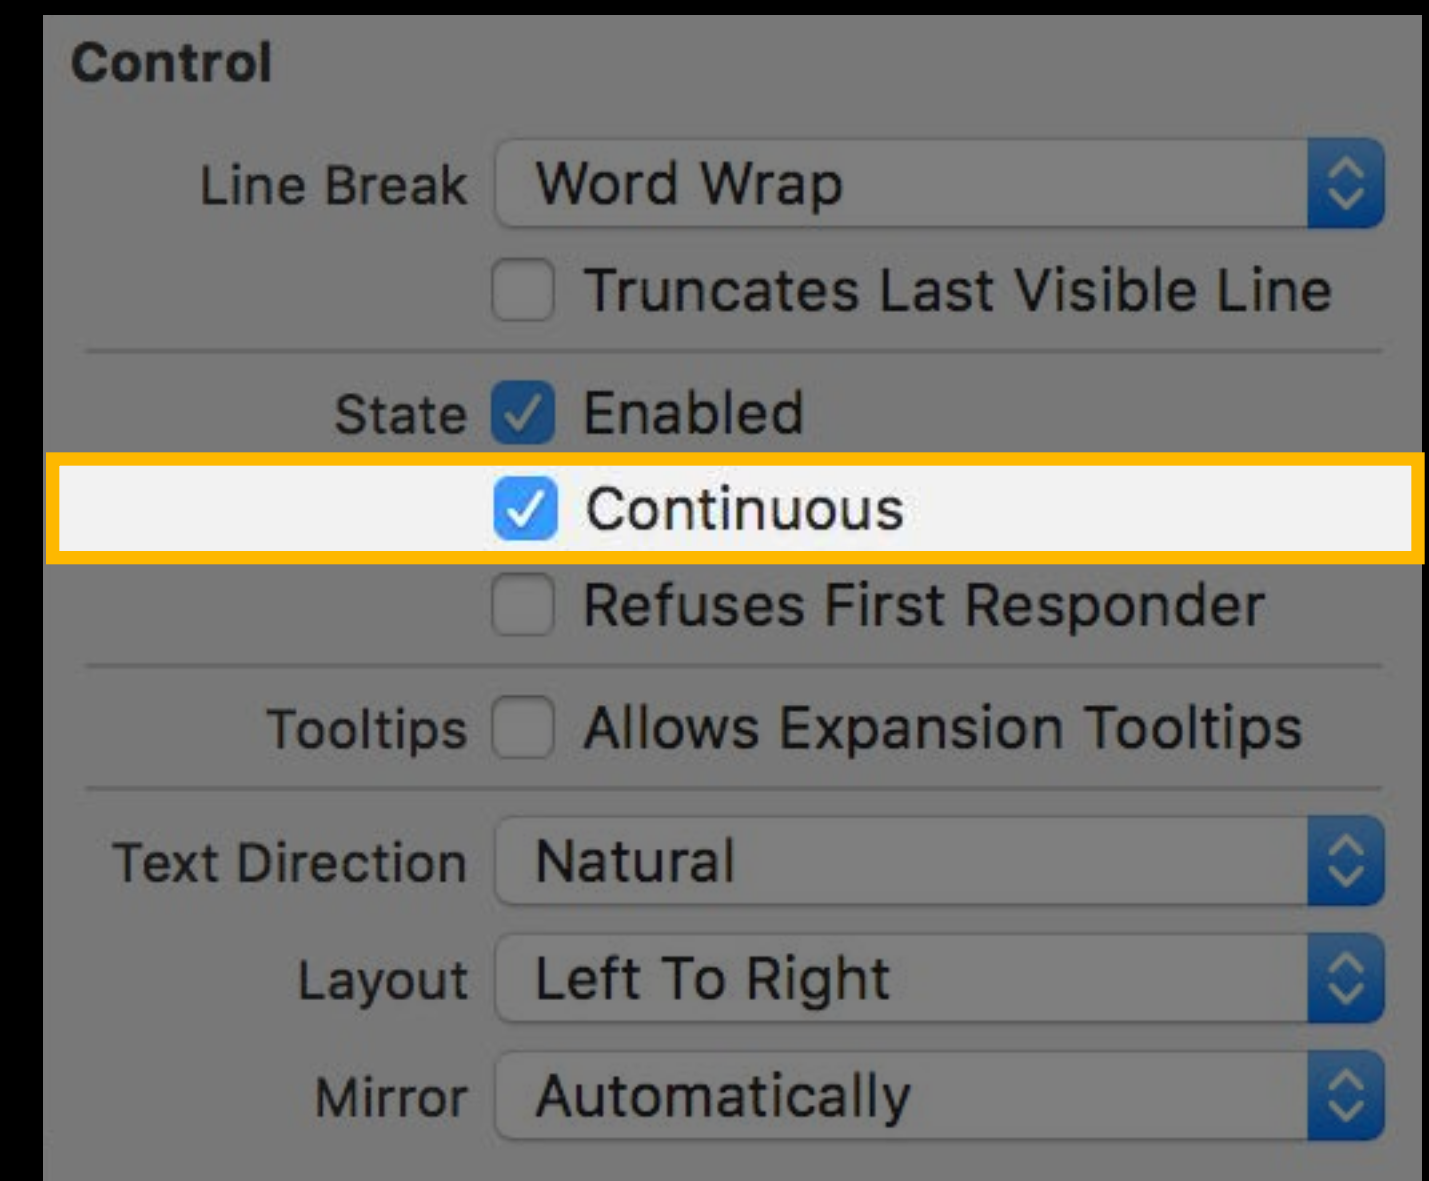 Control
Line Break Word Wrap
Truncates Last Visible Line
State Enabled
Continuous
Refuses First Responder
Tooltips Allows Expansion Tooltips
Text Direction Natural
Layout Left To Right
Mirror Automatically